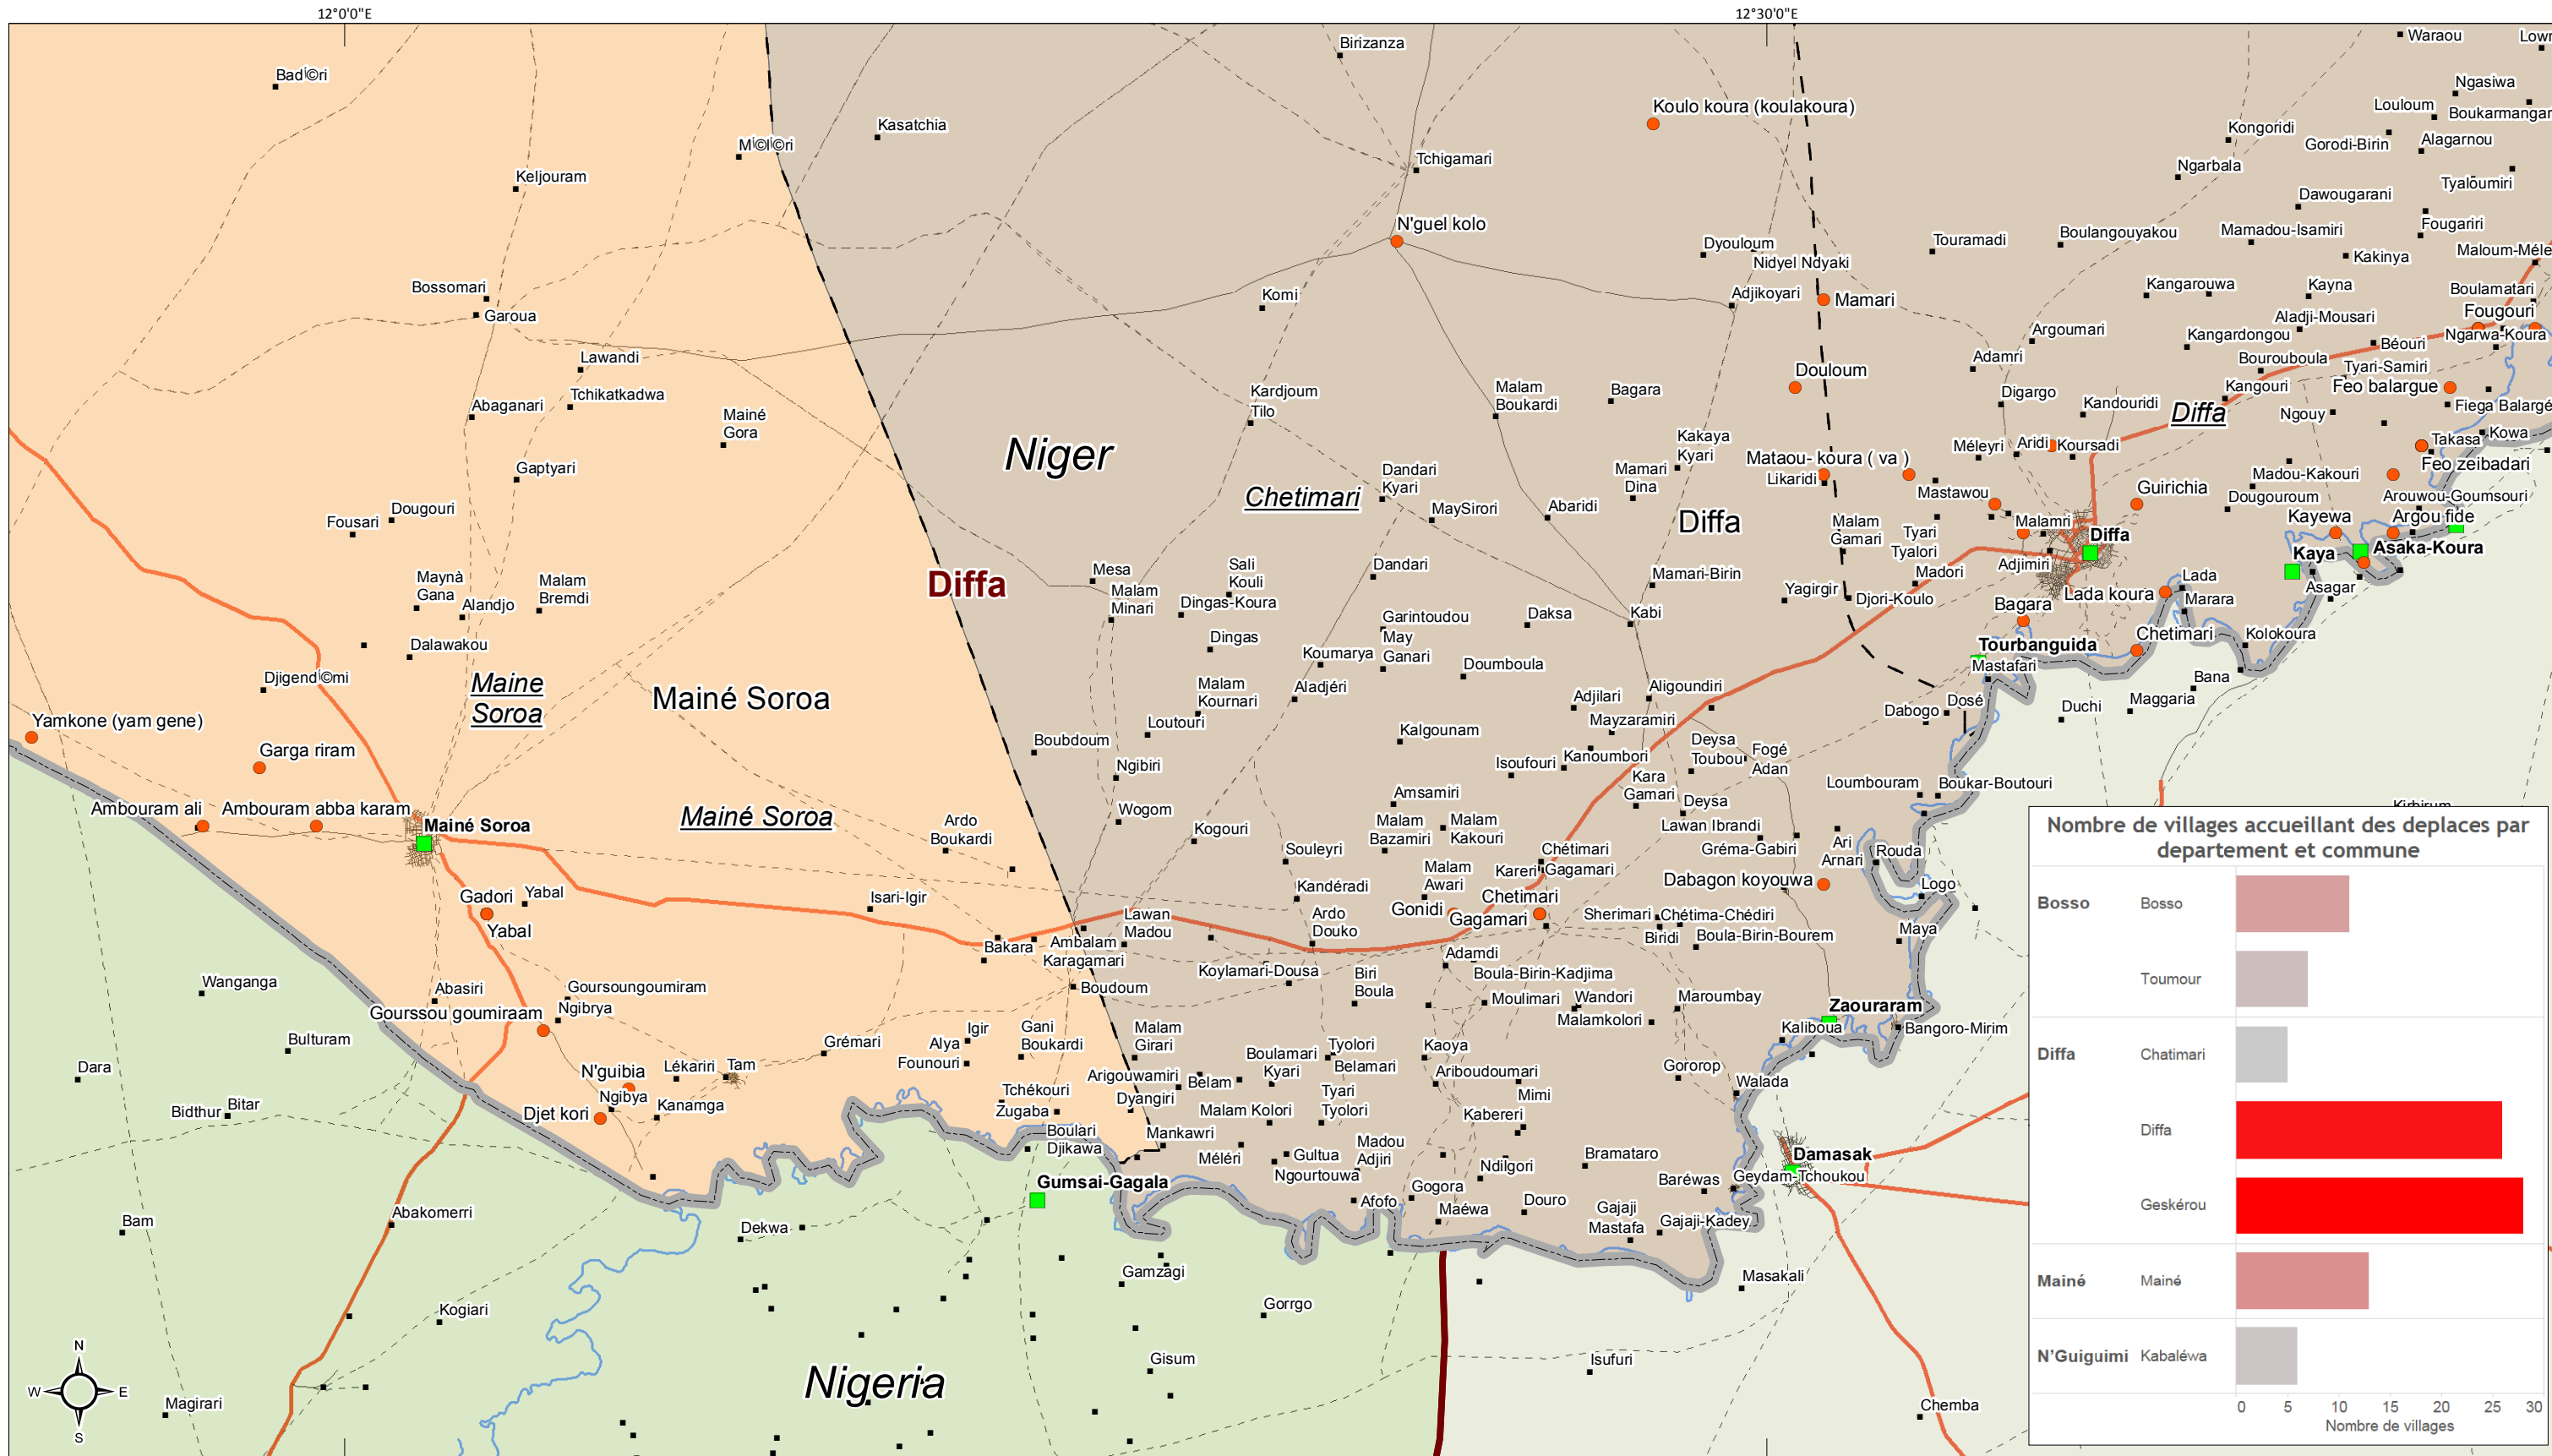 12°0'0"E
12°30'0"E
Birizanza
Waraou
Bad©ri
Ngasiwa
Louloum
Koulo koura (koulakoura)
Kasatchia
Kongoridi
Gorodi-Birin
Alagarnou
M©l©ri
Tchigamari
Ngarbala
Keljouram
Tyaloumiri
Dawougarani
N'guel kolo
Fougariri
Mamadou-Isamiri
Dyouloum
Touramadi
Boulangouyakou
Nidyel Ndyaki
Kakinya
Bossomari
Komi
Adjikoyari
Mamari
Kangarouwa
Kayna
Boulamatari
Garoua
Aladji-Mousari
Fougouri
Argoumari
Kangardongou
Ngarwa-Koura
Béouri
Lawandi
Adamri
Bourouboula
Tyari-Samiri
Douloum
Feo balargue
Tchikatkadwa
Kardjoum
Tilo
Malam
Boukardi
Bagara
Digargo
Kangouri
Abaganari
Kandouridi
Diffa
Ngouy
Fiega Balargé
Mainé
Gora
Niger
Kakaya
Kyari
Méleyri
Aridi
Koursadi
Takasa
Kowa
Mataou- koura ( va )
Gaptyari
Dandari
Kyari
Mamari
Dina
Likaridi
Madou-Kakouri
Feo zeibadari
Chetimari
Mastawou
Guirichia
Dougouroum
Arouwou-Goumsouri
Dougouri
MaySirori
Abaridi
Diffa
Fousari
Malam
Gamari
Tyari
Tyalori
Malamri
Diffa
Kayewa
Argou fide
Kaya
Asaka-Koura
Diffa
Mesa
Sali
Kouli
Dandari
Mamari-Birin
Madori
Adjimiri
Maynà
Gana
Malam
Bremdi
Malam
Minari
Dingas-Koura
Yagirgir
Djori-Koulo
Lada koura
Lada
Asagar
Alandjo
Garintoudou
Daksa
Kabi
Bagara
Marara
Dalawakou
Dingas
May
Ganari
Tourbanguida
Chetimari
Kolokoura
Koumarya
Doumboula
Mastafari
Djigend©mi
Maine
Soroa
Mainé Soroa
Malam
Kournari
Aladjéri
Adjilari
Aligoundiri
Bana
Yamkone (yam gene)
Loutouri
Mayzaramiri
Dabogo
Dosé
Duchi
Maggaria
Garga riram
Boubdoum
Kalgounam
Deysa
Toubou
Fogé
Adan
Ngibiri
Isoufouri
Kanoumbori
Kara
Gamari
Loumbouram
Boukar-Boutouri
Ambouram ali
Ambouram abba karam
Mainé Soroa
Mainé Soroa
Ardo
Boukardi
Wogom
Amsamiri
Deysa
Kogouri
Malam
Bazamiri
Malam
Kakouri
Lawan Ibrandi
Souleyri
Chétimari
Gréma-Gabiri
Ari
Arnari
Rouda
Malam
Awari
Kareri
Gagamari
Gadori
Yabal
Isari-Igir
Kandéradi
Dabagon koyouwa
Logo
Yabal
Lawan
Madou
Ardo
Douko
Gonidi
Chetimari
Gagamari
Sherimari
Chétima-Chédiri
Maya
Bakara
Ambalam
Karagamari
Biridi
Boula-Birin-Bourem
Wanganga
Abasiri
Goursoungoumiram
Boudoum
Koylamari-Dousa
Biri
Boula
Adamdi
Boula-Birin-Kadjima
Moulimari
Wandori
Maroumbay
Zaouraram
Gourssou goumiraam
Ngibrya
Malamkolori
Bulturam
Grémari
Igir
Alya
Founouri
Gani
Boukardi
Malam
Girari
Kaliboua
Bangoro-Mirim
Dara
N'guibia
Lékariri
Tam
Boulamari
Kyari
Tyolori
Belamari
Kaoya
Gororop
Walada
Tchékouri
Arigouwamiri
Belam
Ariboudoumari
Mimi
Bidthur
Bitar
Djet kori
Ngibya
Kanamga
Zugaba
Dyangiri
Malam Kolori
Tyari
Tyolori
Kabereri
Boulari
Djikawa
Mankawri
Méléri
Gultua
Madou
Adjiri
Ndilgori
Bramataro
Damasak
Gumsai-Gagala
Ngourtouwa
Baréwas
Geydam-Tchoukou
Bam
Abakomerri
Dekwa
Afofo
Gogora
Maéwa
Douro
Gajaji
Mastafa
Gajaji-Kadey
Gamzagi
Masakali
Kogiari
Gorrgo
Nigeria
Gisum
Isufuri
Magirari
Chemba
N
W
E
S
Nombre de villages accueillant des deplaces par
departement et commune
Bosso
Bosso
Toumour
Diffa
Chatimari
Diffa
Geskérou
Mainé
Mainé
N'Guiguimi
Kabaléwa
0 5 10 15 20 25 30
Nombre de villages